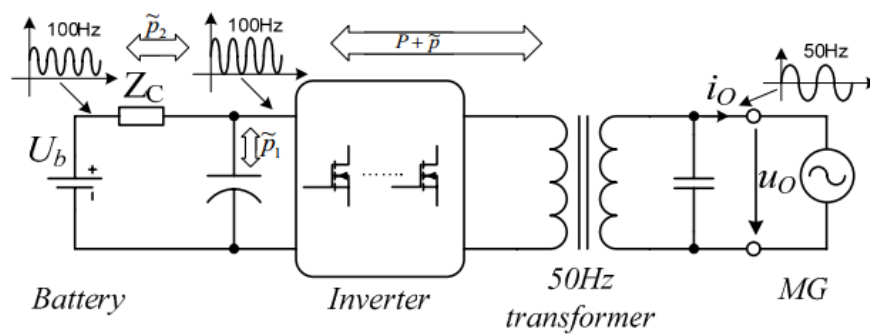 100Hz
p̃₂
100Hz
P + p̃
50Hz
Z_C
i_O
U_b
+
-
p̃₁
u_O
Battery
Inverter
50Hz
transformer
MG